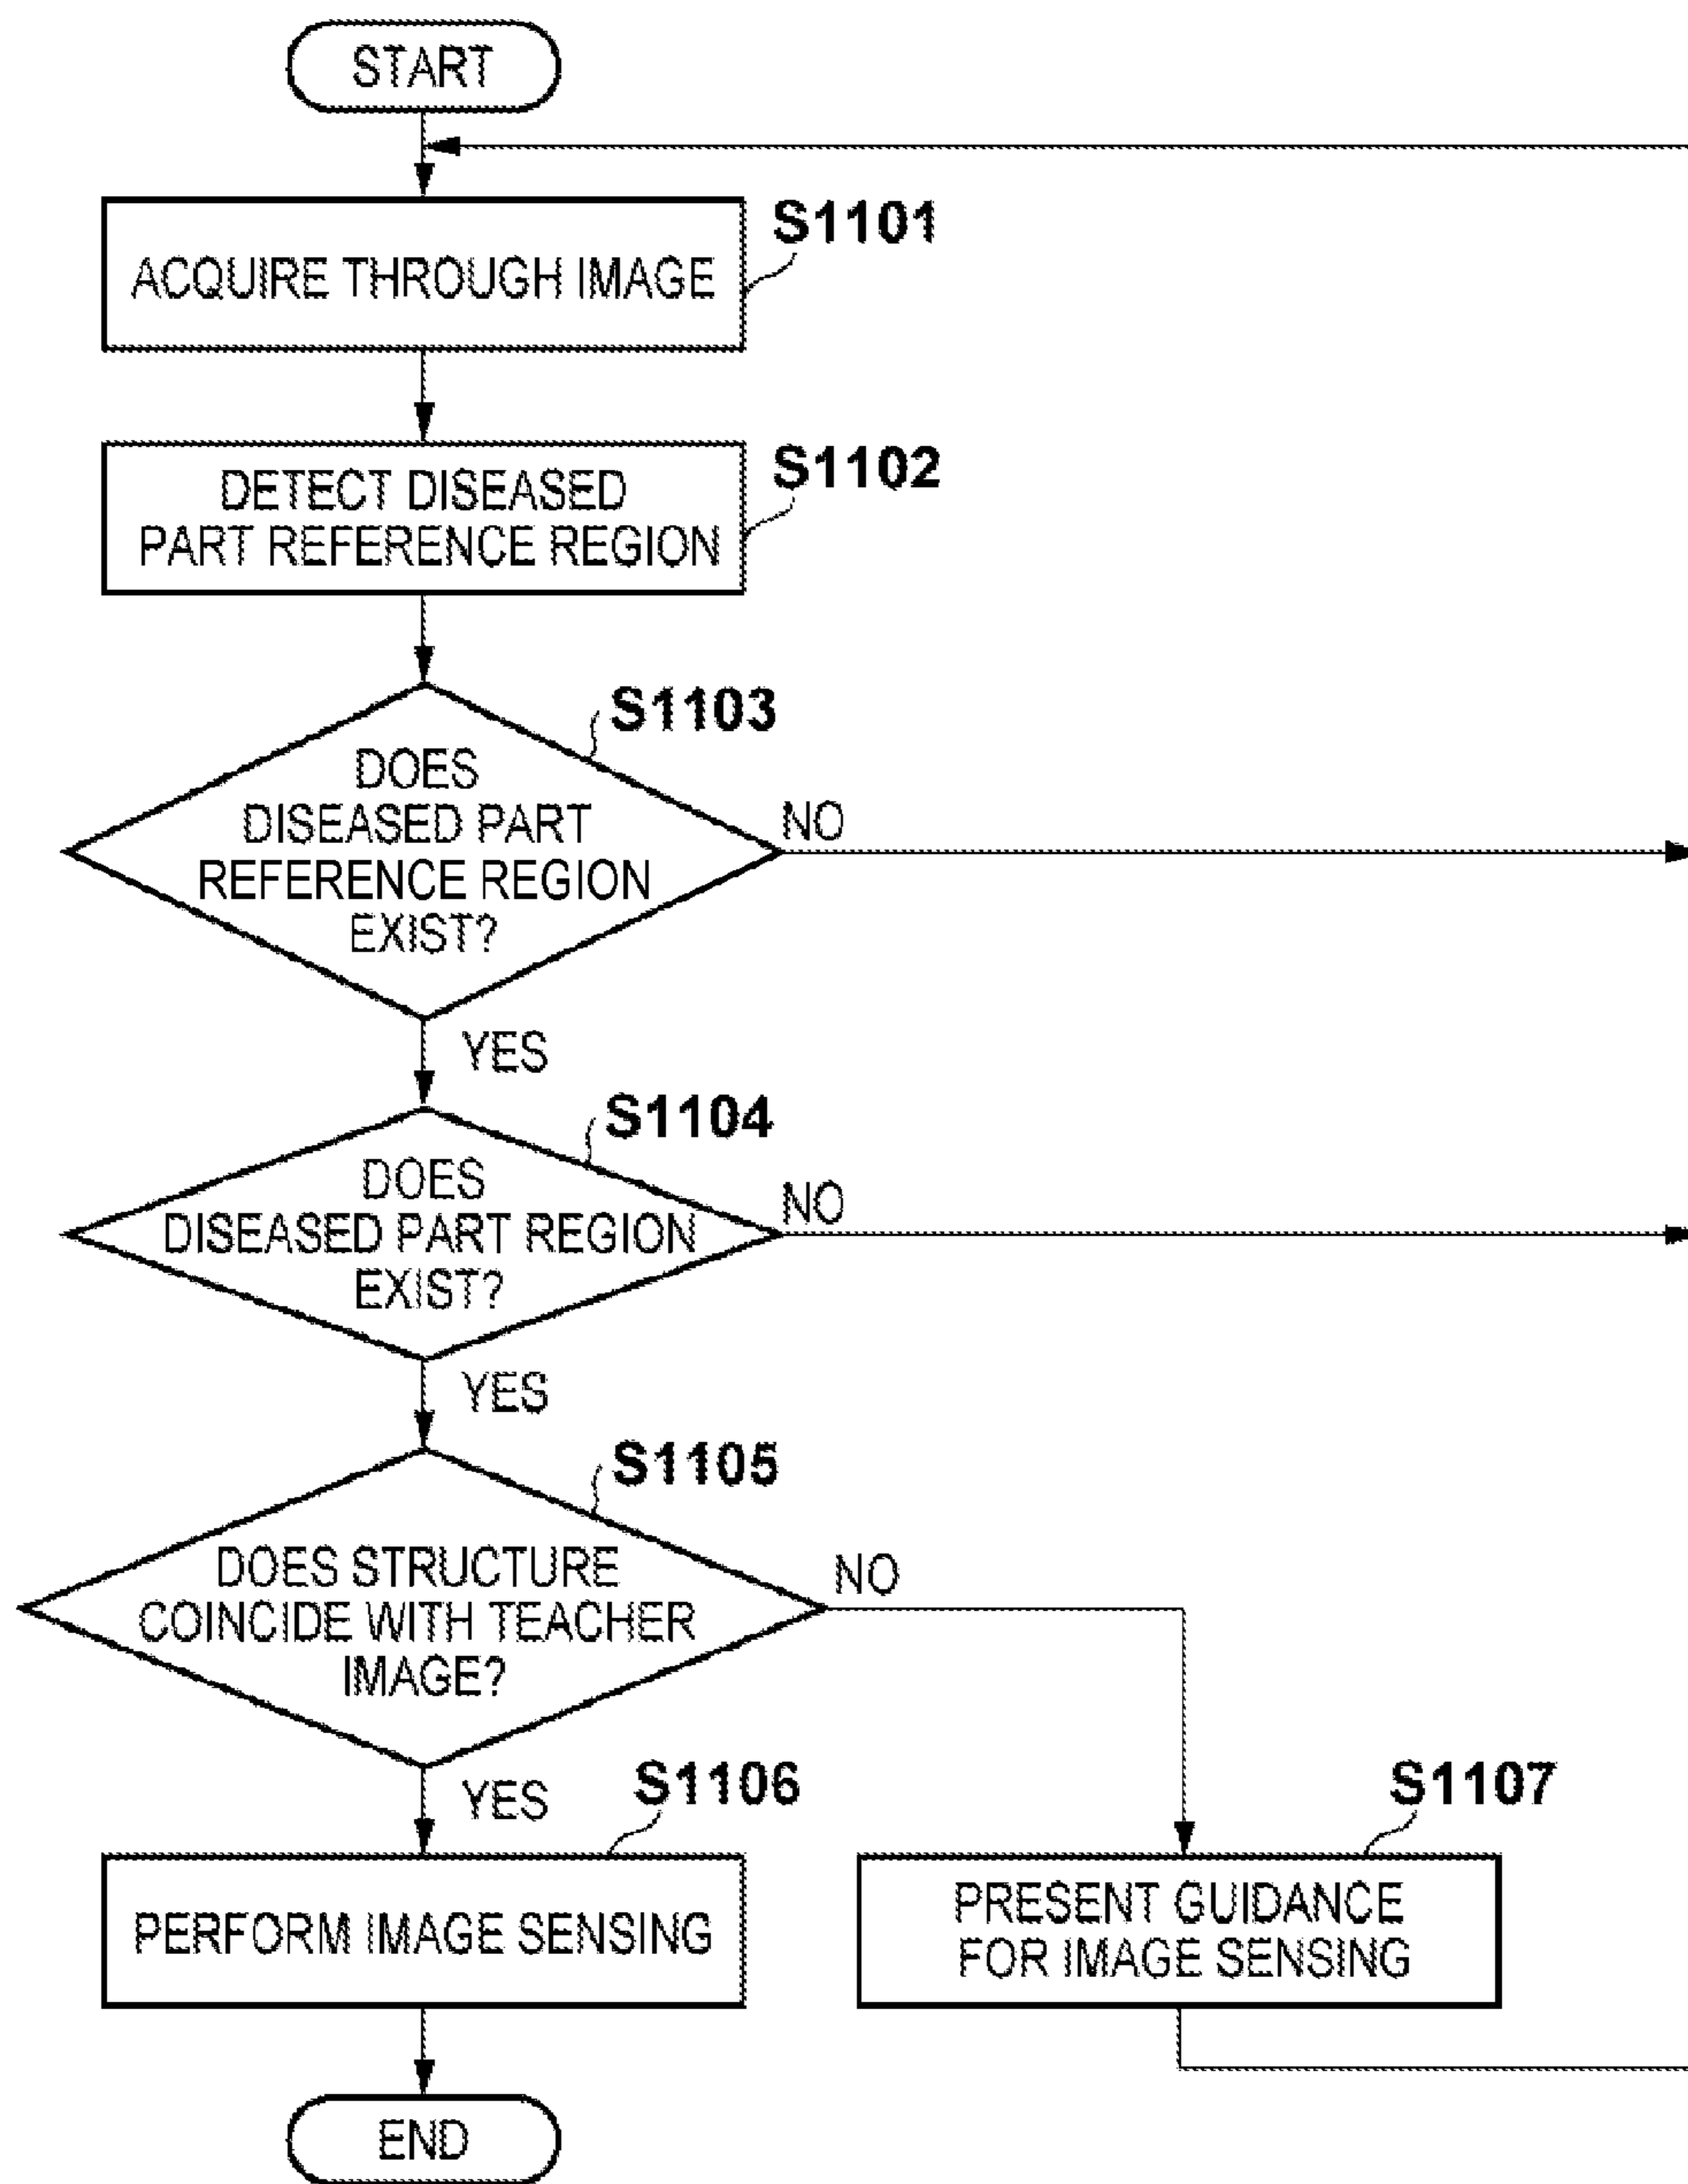 START
S1101
ACQUIRE THROUGH IMAGE
S1102
DETECT DISEASED
PART REFERENCE REGION
S1103
DOES
DISEASED PART
REFERENCE REGION
EXIST?
NO
YES
S1104
DOES
DISEASED PART REGION
EXIST?
NO
YES
S1105
DOES STRUCTURE
COINCIDE WITH TEACHER
IMAGE?
NO
YES
S1106
PERFORM IMAGE SENSING
S1107
PRESENT GUIDANCE
FOR IMAGE SENSING
END